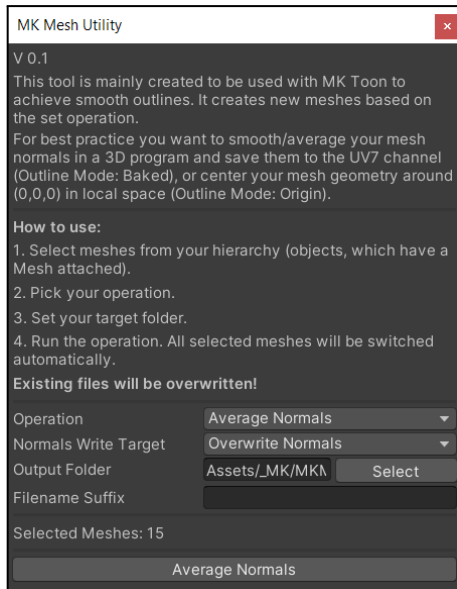 MK Mesh Utility
V 0.1
This tool is mainly created to be used with MK Toon to
achieve smooth outlines. It creates new meshes based on
the set operation.
For best practice you want to smooth/average your mesh
normals in a 3D program and save them to the UV7 channel
(Outline Mode: Baked), or center your mesh geometry around
(0,0,0) in local space (Outline Mode: Origin).
How to use:
1. Select meshes from your hierarchy (objects, which have a
Mesh attached).
2. Pick your operation.
3. Set your target folder.
4. Run the operation. All selected meshes will be switched
automatically.
Existing files will be overwritten!
Operation Average Normals
Normals Write Target Overwrite Normals
Output Folder Assets/_MK/MKM Select
Filename Suffix
Selected Meshes: 15
Average Normals